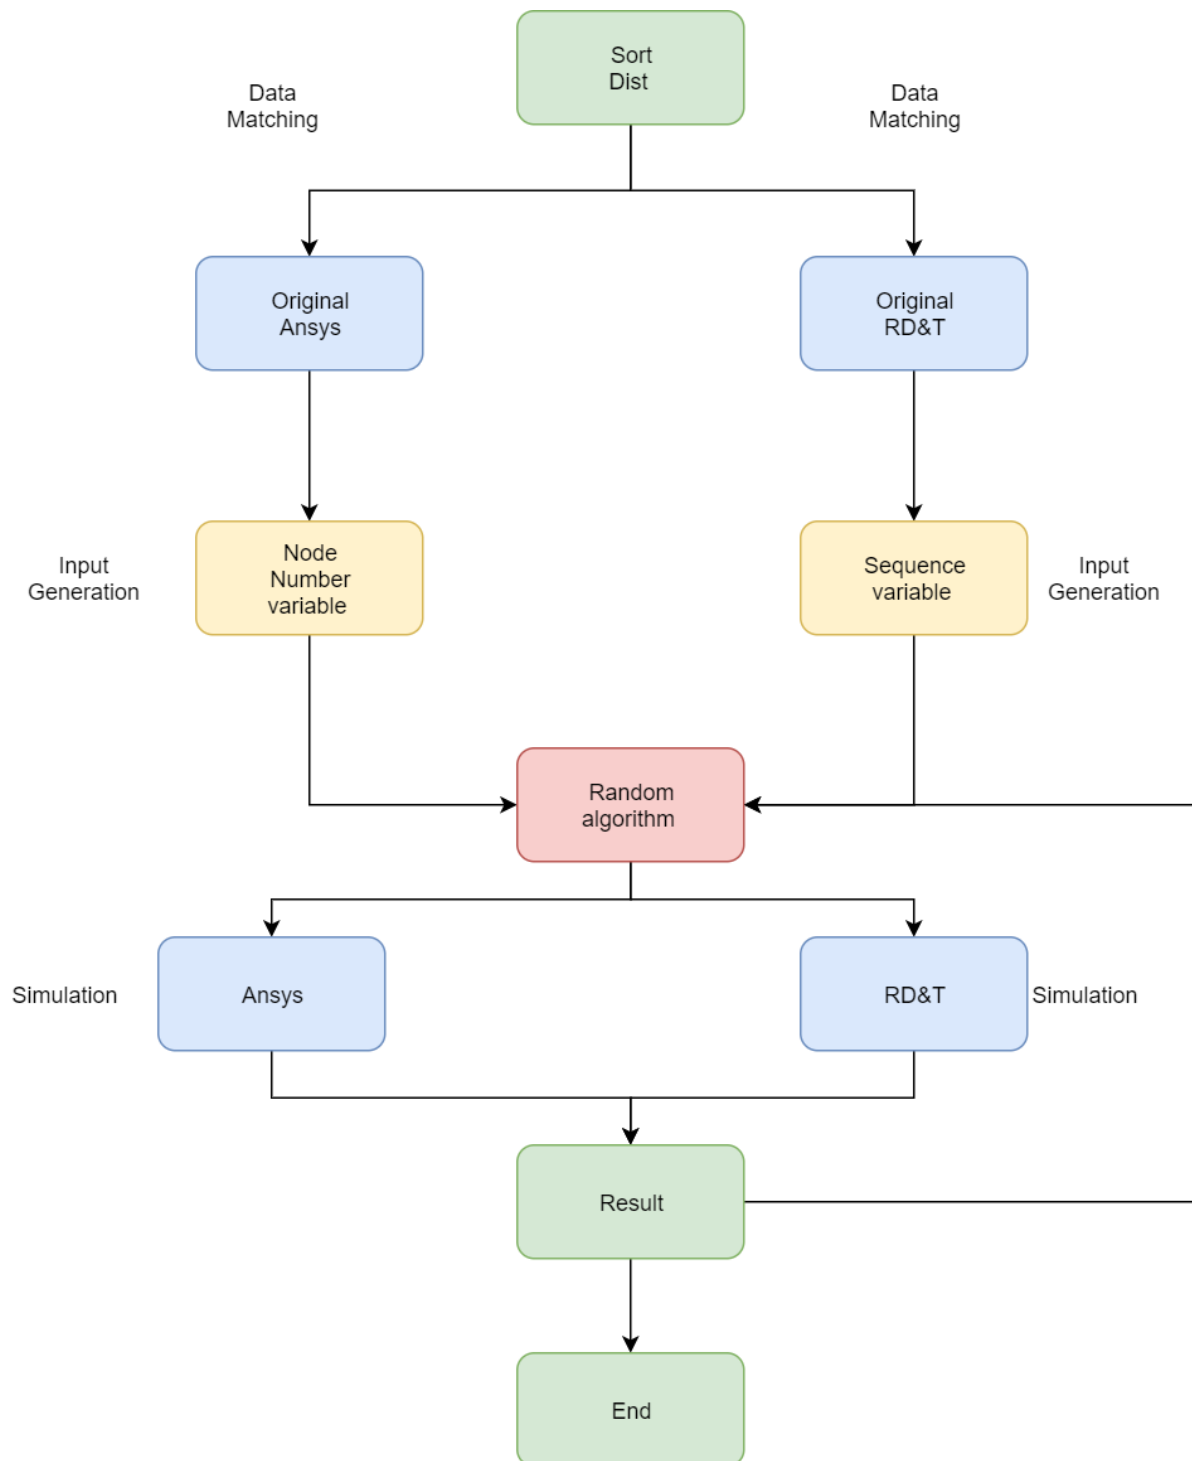 Sort
Dist
Data
Matching
Data
Matching
Original
Ansys
Original
RD&T
Input
Generation
Node
Number
variable
Sequence
variable
Input
Generation
Random
algorithm
Simulation
Ansys
RD&T
Simulation
Result
End